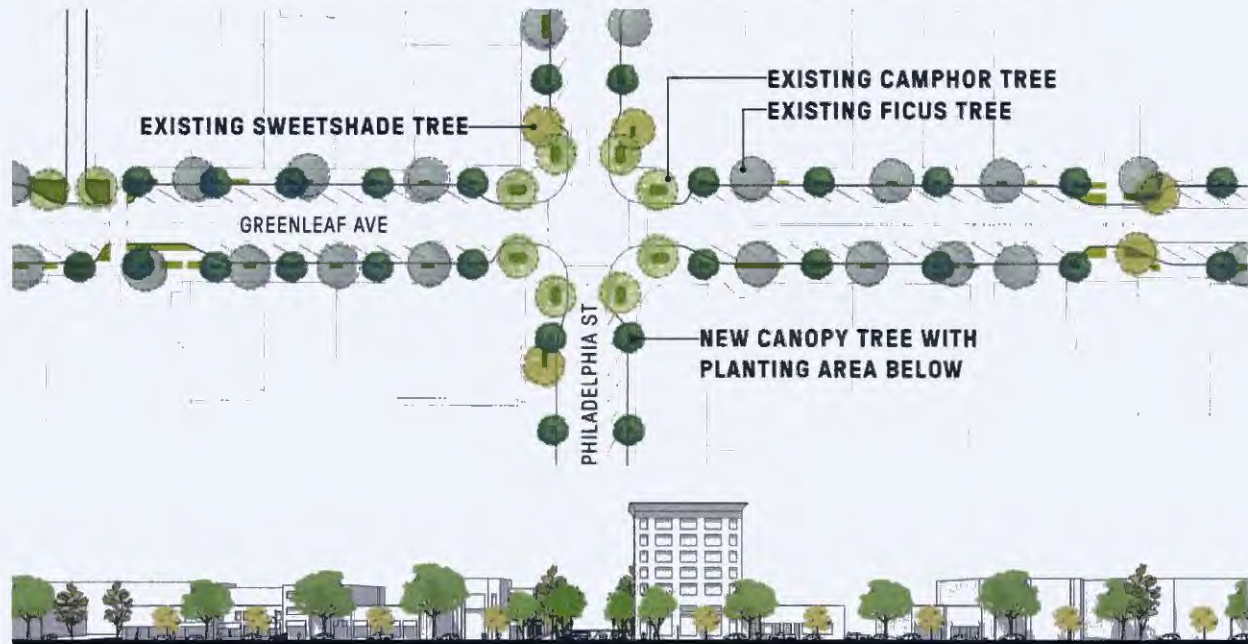 EXISTING CAMPHOR TREE
EXISTING FICUS TREE
EXISTING SWEETSHADE TREE
GREENLEAF AVE
PHILADELPHIA ST
NEW CANOPY TREE WITH
PLANTING AREA BELOW